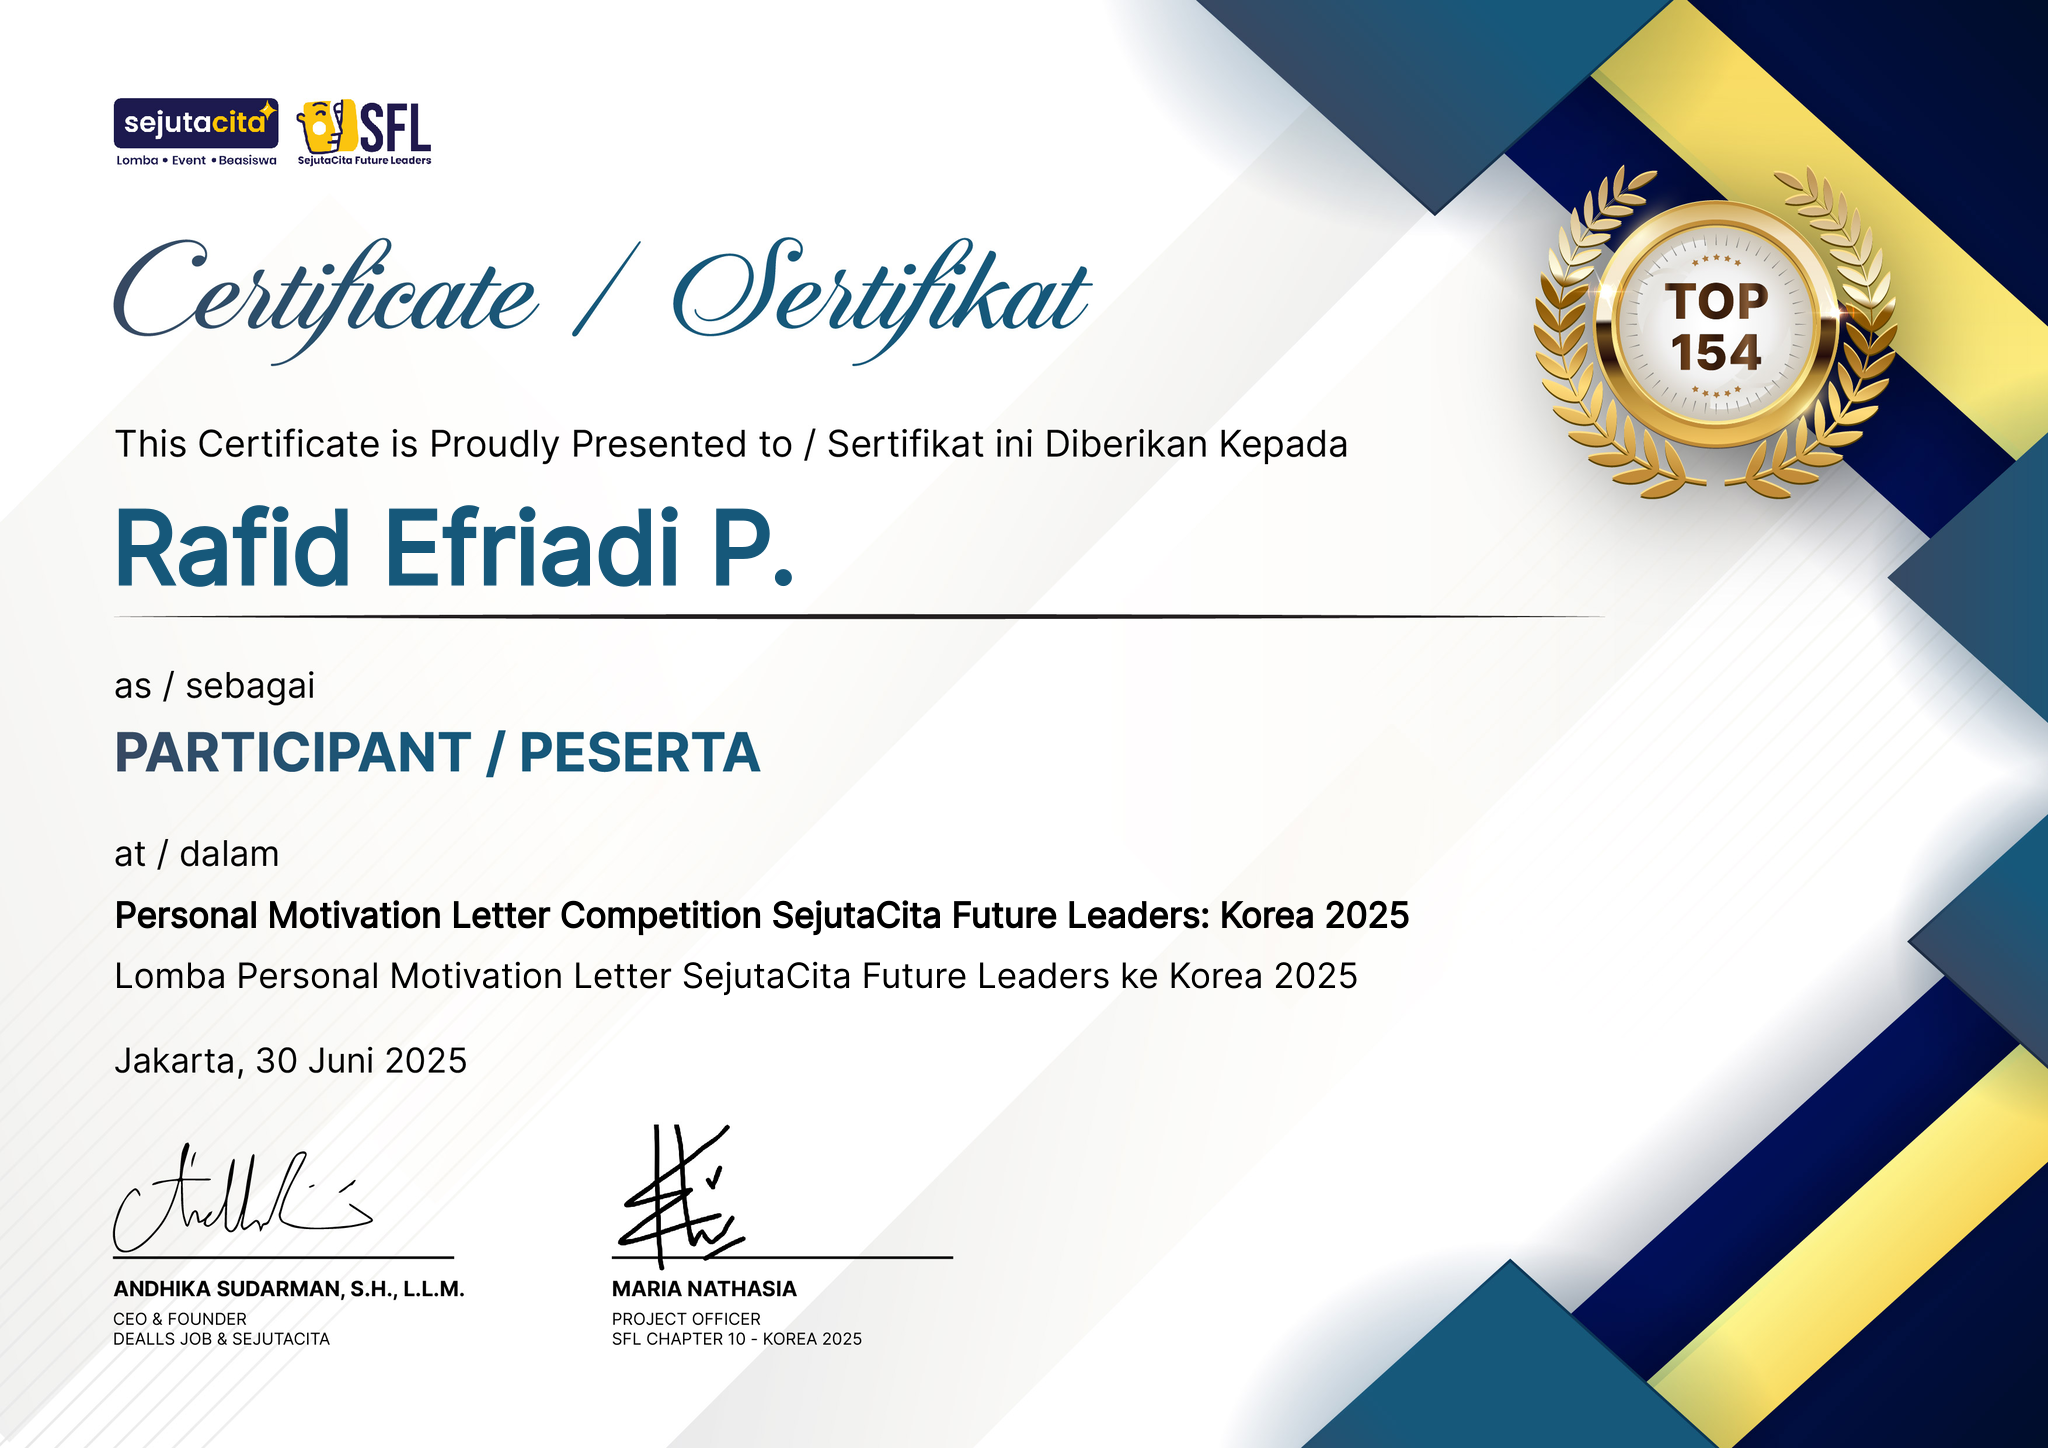 sejutacita
Lomba • Event • Beasiswa
SFL
SejutaCita Future Leaders
Certificate / Sertifikat
TOP
154
This Certificate is Proudly Presented to / Sertifikat ini Diberikan Kepada
Rafid Efriadi P.
as / sebagai
PARTICIPANT / PESERTA
at / dalam
Personal Motivation Letter Competition SejutaCita Future Leaders: Korea 2025
Lomba Personal Motivation Letter SejutaCita Future Leaders ke Korea 2025
Jakarta, 30 Juni 2025
ANDHIKA SUDARMAN, S.H., L.L.M.
CEO & FOUNDER
DEALLS JOB & SEJUTACITA
MARIA NATHASIA
PROJECT OFFICER
SFL CHAPTER 10 - KOREA 2025